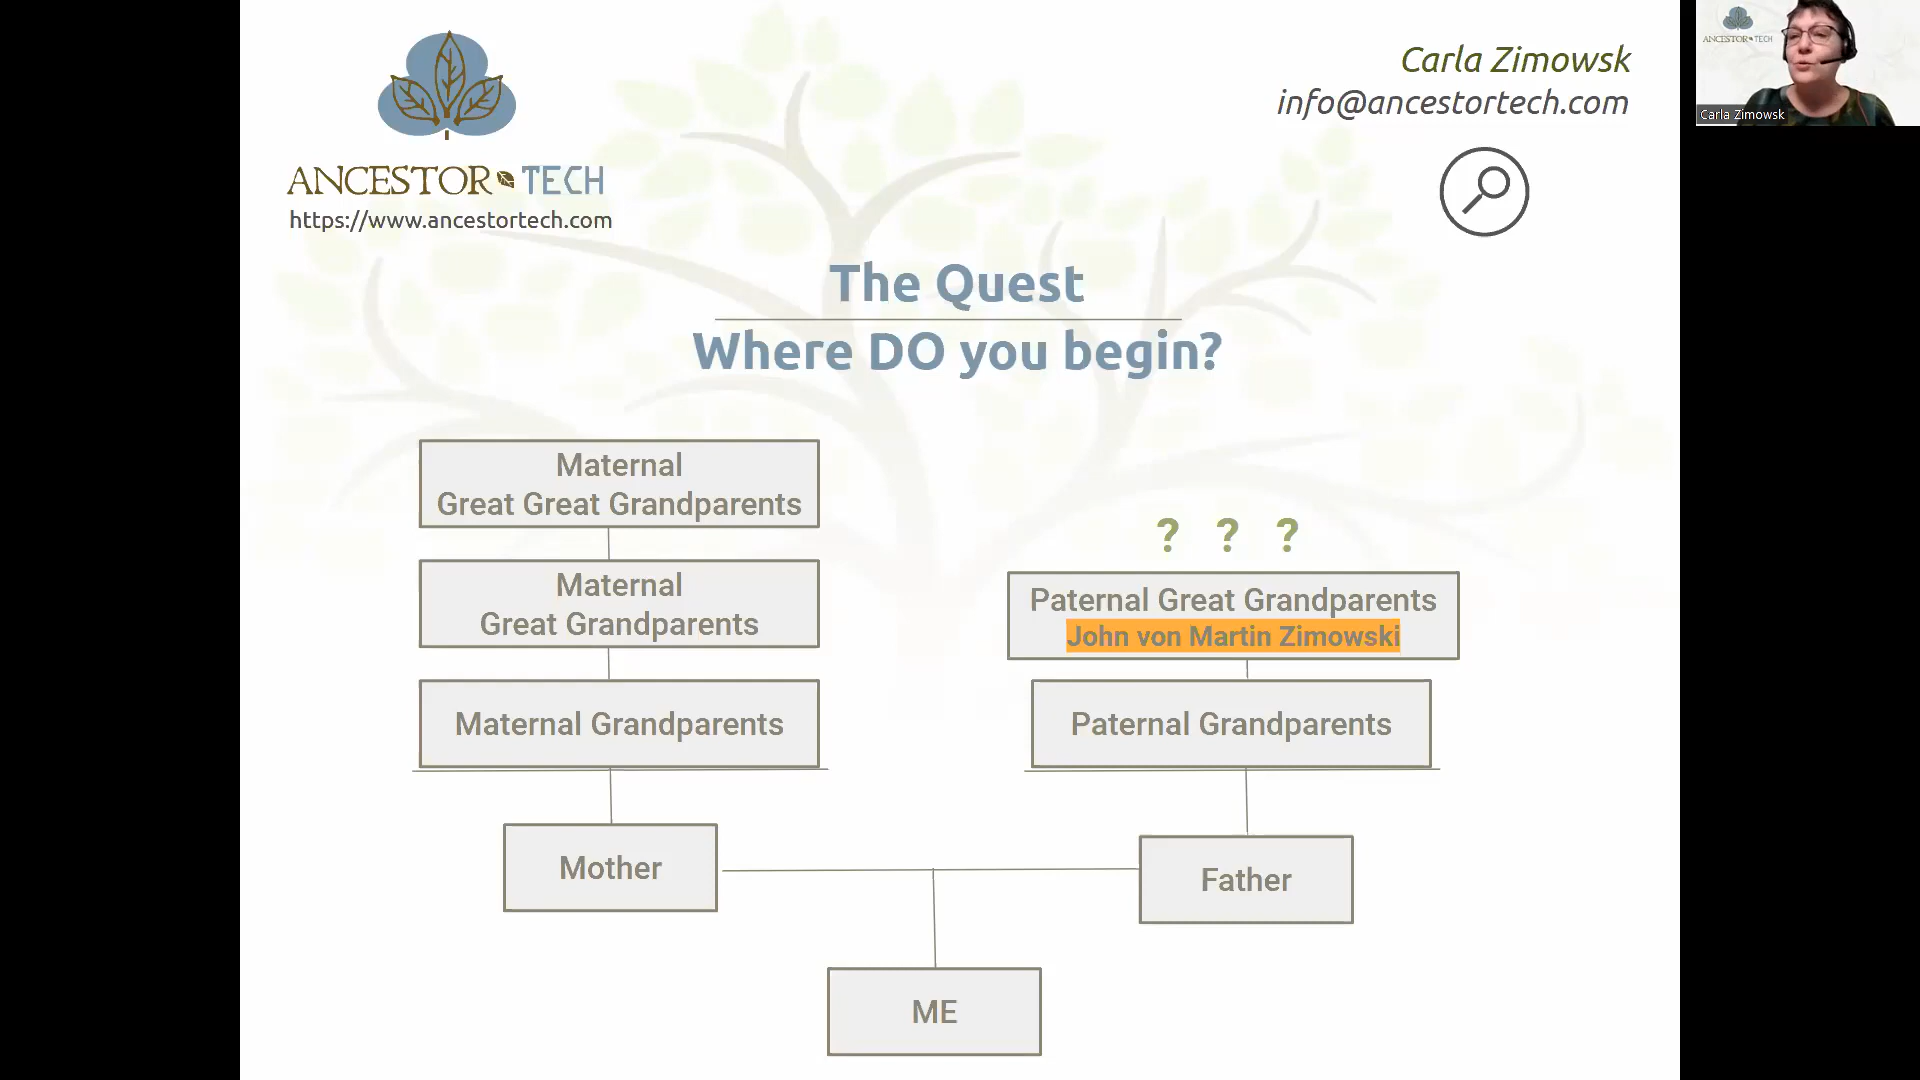 ANCESTOR TECH
https://www.ancestortech.com
Carla Zimowsk
info@ancestortech.com
ANCESTOR TECH
Carla Zimowsk
The Quest
Where DO you begin?
Maternal
Great Great Grandparents
Maternal
Great Grandparents
Maternal Grandparents
Mother
? ? ?
Paternal Great Grandparents
John von Martin Zimowski
Paternal Grandparents
Father
ME